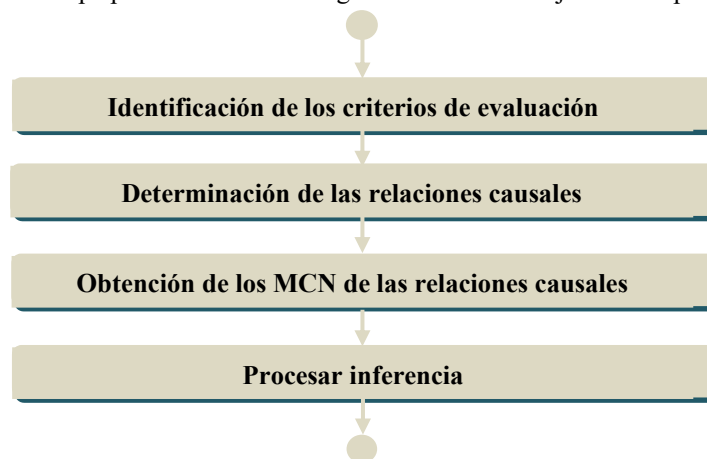 Identificación de los criterios de evaluación
Determinación de las relaciones causales
Obtención de los MCN de las relaciones causales
Procesar inferencia